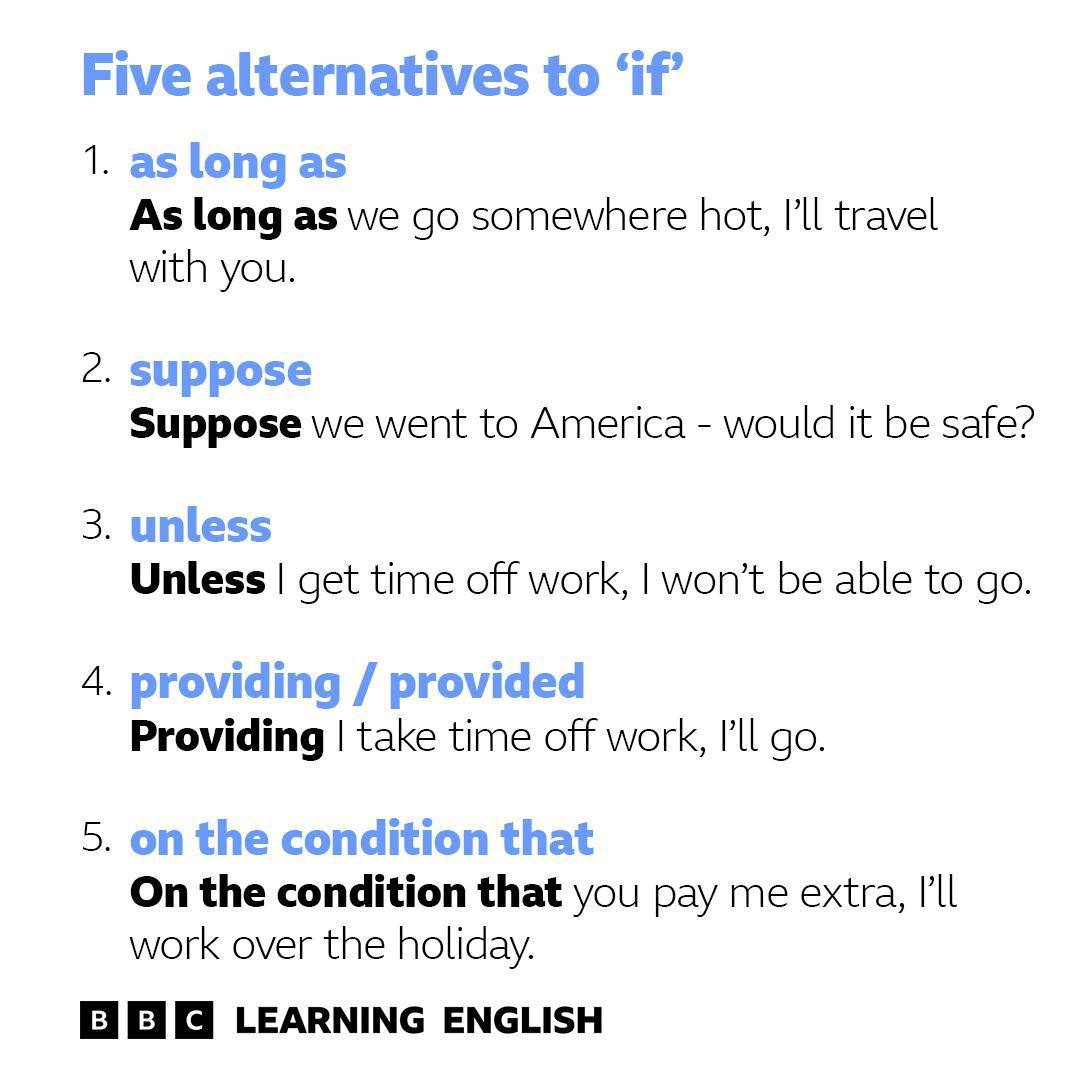 Five alternatives to ‘if’
1. as long as
As long as we go somewhere hot, I’ll travel
with you.
2. suppose
Suppose we went to America - would it be safe?
3. unless
Unless I get time off work, I won’t be able to go.
4. providing / provided
Providing I take time off work, I’ll go.
5. on the condition that
On the condition that you pay me extra, I’ll
work over the holiday.
BBC LEARNING ENGLISH